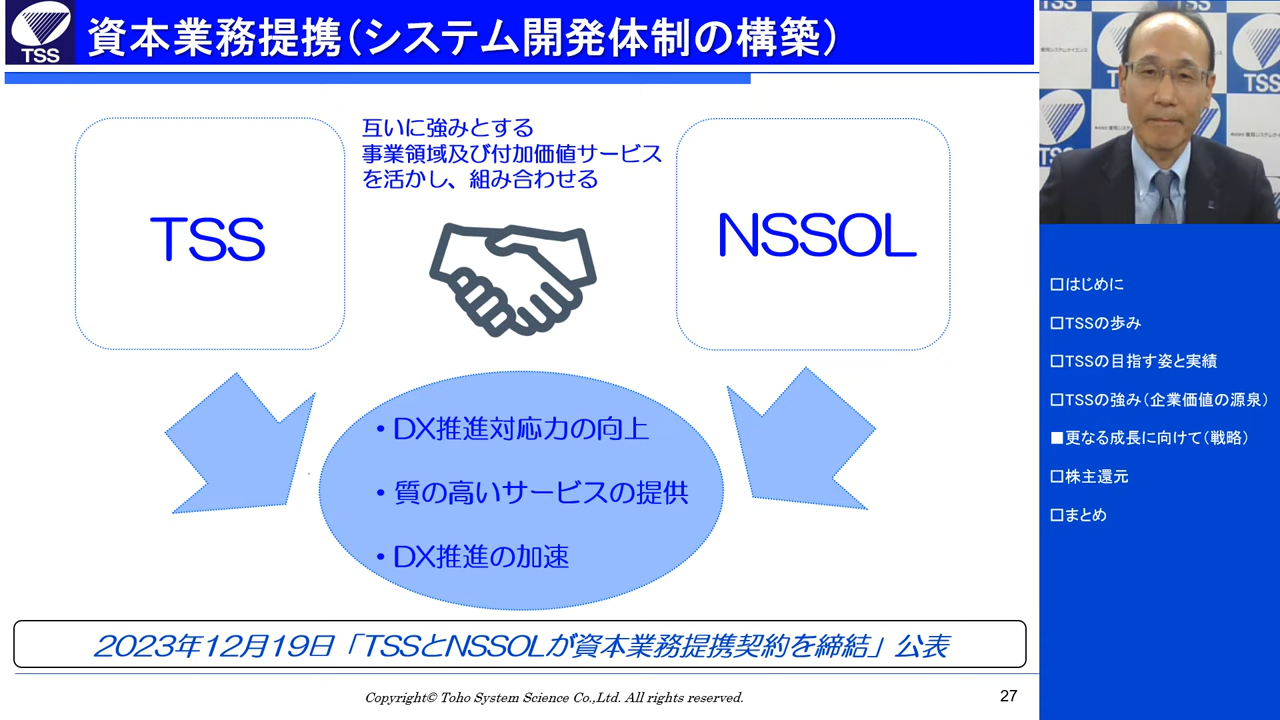 TSS
資本業務提携（システム開発体制の構築）
互いに強みとする
事業領域及び付加価値サービス
を活かし、組み合わせる
TSS
NSSOL
・DX推進対応力の向上
・質の高いサービスの提供
・DX推進の加速
2023年12月19日「TSSとNSSOLが資本業務提携契約を締結」公表
Copyright© Toho System Science Co.,Ltd. All rights reserved.
27
TSS
TSS
□はじめに
□TSSの歩み
□TSSの目指す姿と実績
□TSSの強み（企業価値の源泉）
■更なる成長に向けて（戦略）
□株主還元
□まとめ